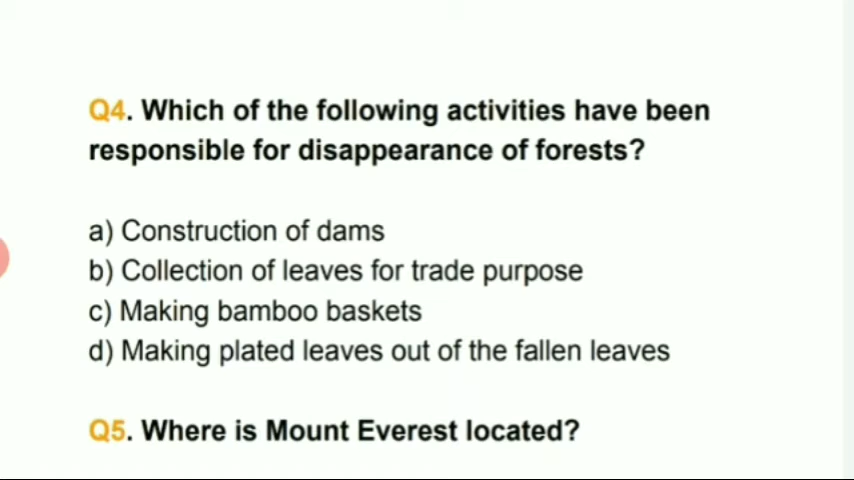 Q4. Which of the following activities have been
responsible for disappearance of forests?
a) Construction of dams
b) Collection of leaves for trade purpose
c) Making bamboo baskets
d) Making plated leaves out of the fallen leaves
Q5. Where is Mount Everest located?